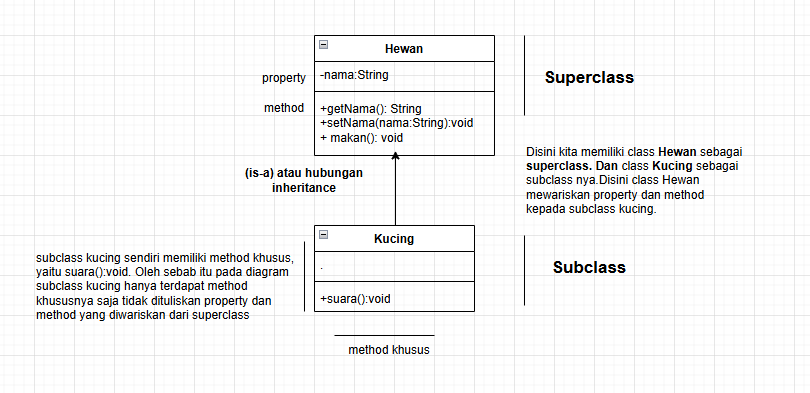 Hewan
property
-nama:String
Superclass
method
+getNama(): String
+setNama(nama:String):void
+ makan(): void
Disini kita memiliki class Hewan sebagai
superclass. Dan class Kucing sebagai
subclass nya.Disini class Hewan
mewariskan property dan method
kepada subclass kucing.
(is-a) atau hubungan
inheritance
Kucing
.
subclass kucing sendiri memiliki method khusus,
yaitu suara():void. Oleh sebab itu pada diagram
subclass kucing hanya terdapat method
khususnya saja tidak dituliskan property dan
method yang diwariskan dari superclass
Subclass
+suara():void
method khusus